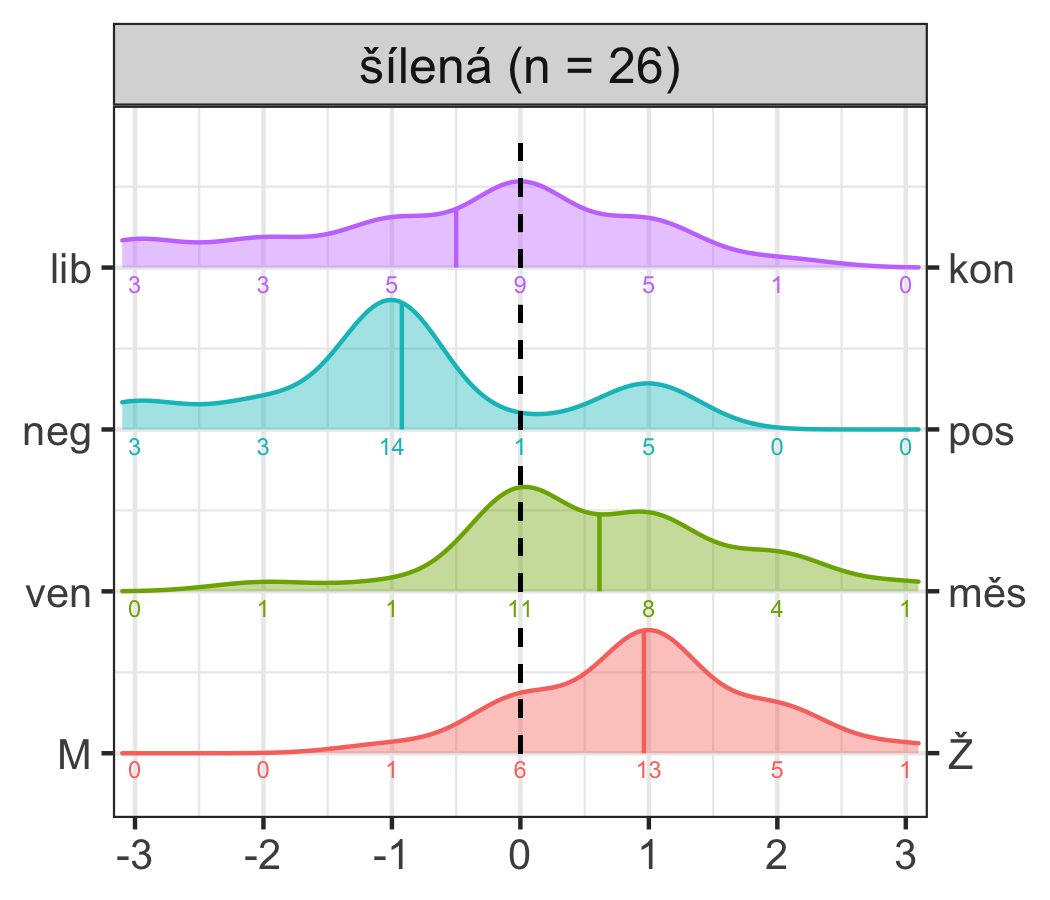 šílená (n = 26)
lib kon
3 3 5 9 5 1 0
neg pos
3 3 14 1 5 0 0
ven měs
0 1 1 11 8 4 1
M Ž
0 0 1 6 13 5 1
-3 -2 -1 0 1 2 3